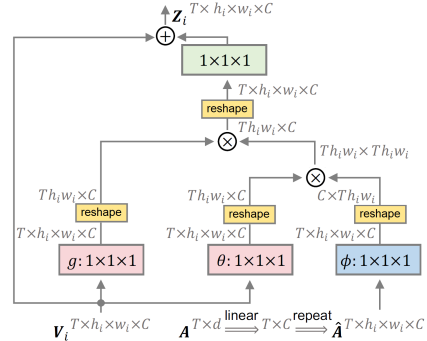 Z_i^{T×h_i×w_i×C}
+
1×1×1
T×h_i×w_i×C
reshape
Th_iw_i×C
×
Th_iw_i×Th_iw_i
×
Th_iw_i×C Th_iw_i×C C×Th_iw_i
reshape reshape reshape
T×h_i×w_i×C T×h_i×w_i×C T×h_i×w_i×C
g: 1×1×1 θ: 1×1×1 ϕ: 1×1×1
V_i^{T×h_i×w_i×C} A^{T×d} linear ⟹ T×C repeat ⟹ Â^{T×h_i×w_i×C}